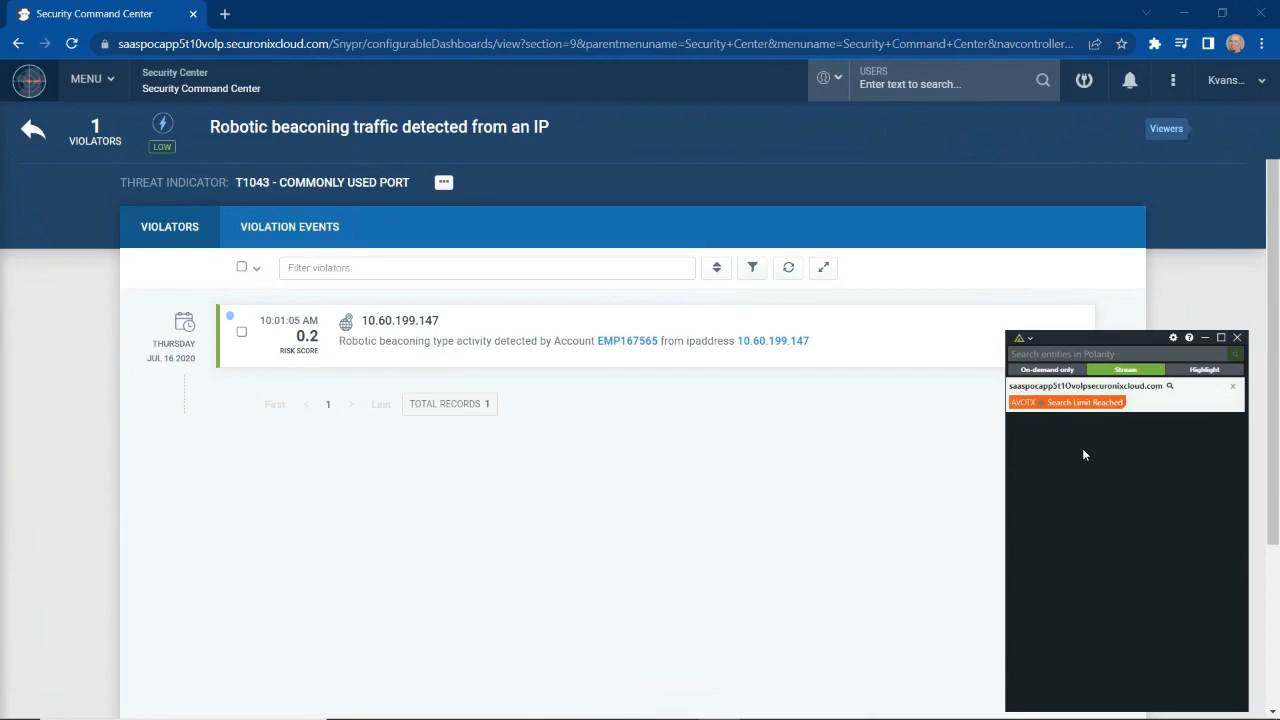 Security Command Center
saaspocapp5t10volp.securonixcloud.com/Snypr/configurableDashboards/view?section=9&parentmenuname=Security+Center&menuname=Security+Command+Center&navcontroller...
MENU
Security Center
Security Command Center
USERS
Enter text to search...
Kvans...
1
VIOLATORS
LOW
Robotic beaconing traffic detected from an IP
Viewers
THREAT INDICATOR: T1043 - COMMONLY USED PORT
VIOLATORS
VIOLATION EVENTS
Filter violators
THURSDAY
JUL 16 2020
10:01:05 AM
0.2
RISK SCORE
10.60.199.147
Robotic beaconing type activity detected by Account EMP167565 from ipaddress 10.60.199.147
First 1 Last TOTAL RECORDS 1
Search entities in Polarity
On-demand only Stream Highlight
saaspocapp5t1Ovolpsecuronixcloud.com
AVOTX Search Limit Reached